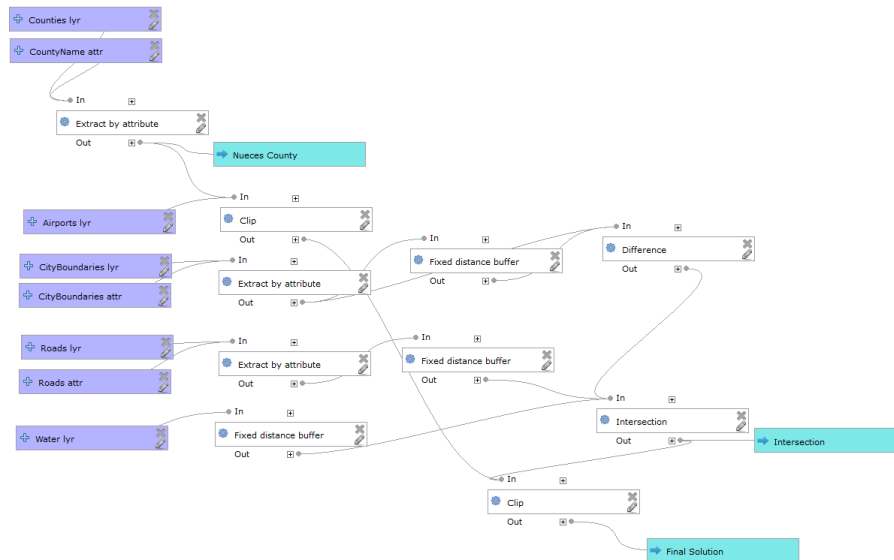 Counties lyr
CountyName attr
In
Extract by attribute
Out
Nueces County
In
Airports lyr
Clip
Out
In
In
Difference
CityBoundaries lyr
In
Fixed distance buffer
Out
Extract by attribute
CityBoundaries attr
Out
Out
In
In
Roads lyr
Extract by attribute
Fixed distance buffer
Roads attr
Out
Out
In
In
Water lyr
Fixed distance buffer
Intersection
Out
Out
Intersection
In
Clip
Out
Final Solution